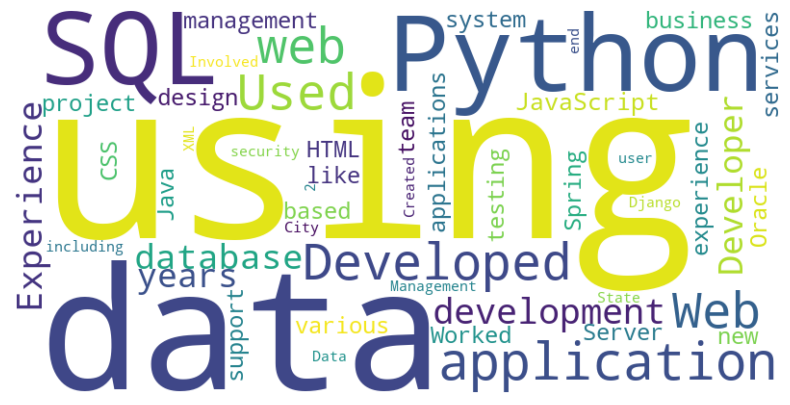 SQL
management
web
Python
system
end
business
services
Involved
project
design
Used
JavaScript
using
Experience
CSS
XML
Java
security
HTML
like
2
based
City
Created
team
applications
testing
Spring
user
Django
experience
Developer
Oracle
including
database
years
Developed
data
support
various
Data
Management
development
Worked
application
State
Server
Web
new